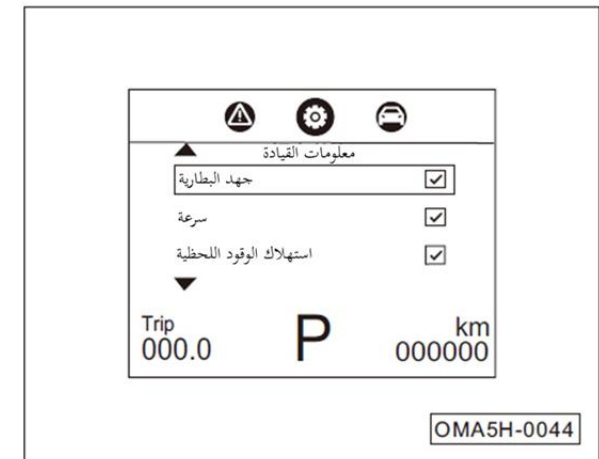 معلومات القيادة
جهد البطارية
سرعة
استهلاك الوقود اللحظية
Trip
km
000.0
P
000000
OMA5H-0044